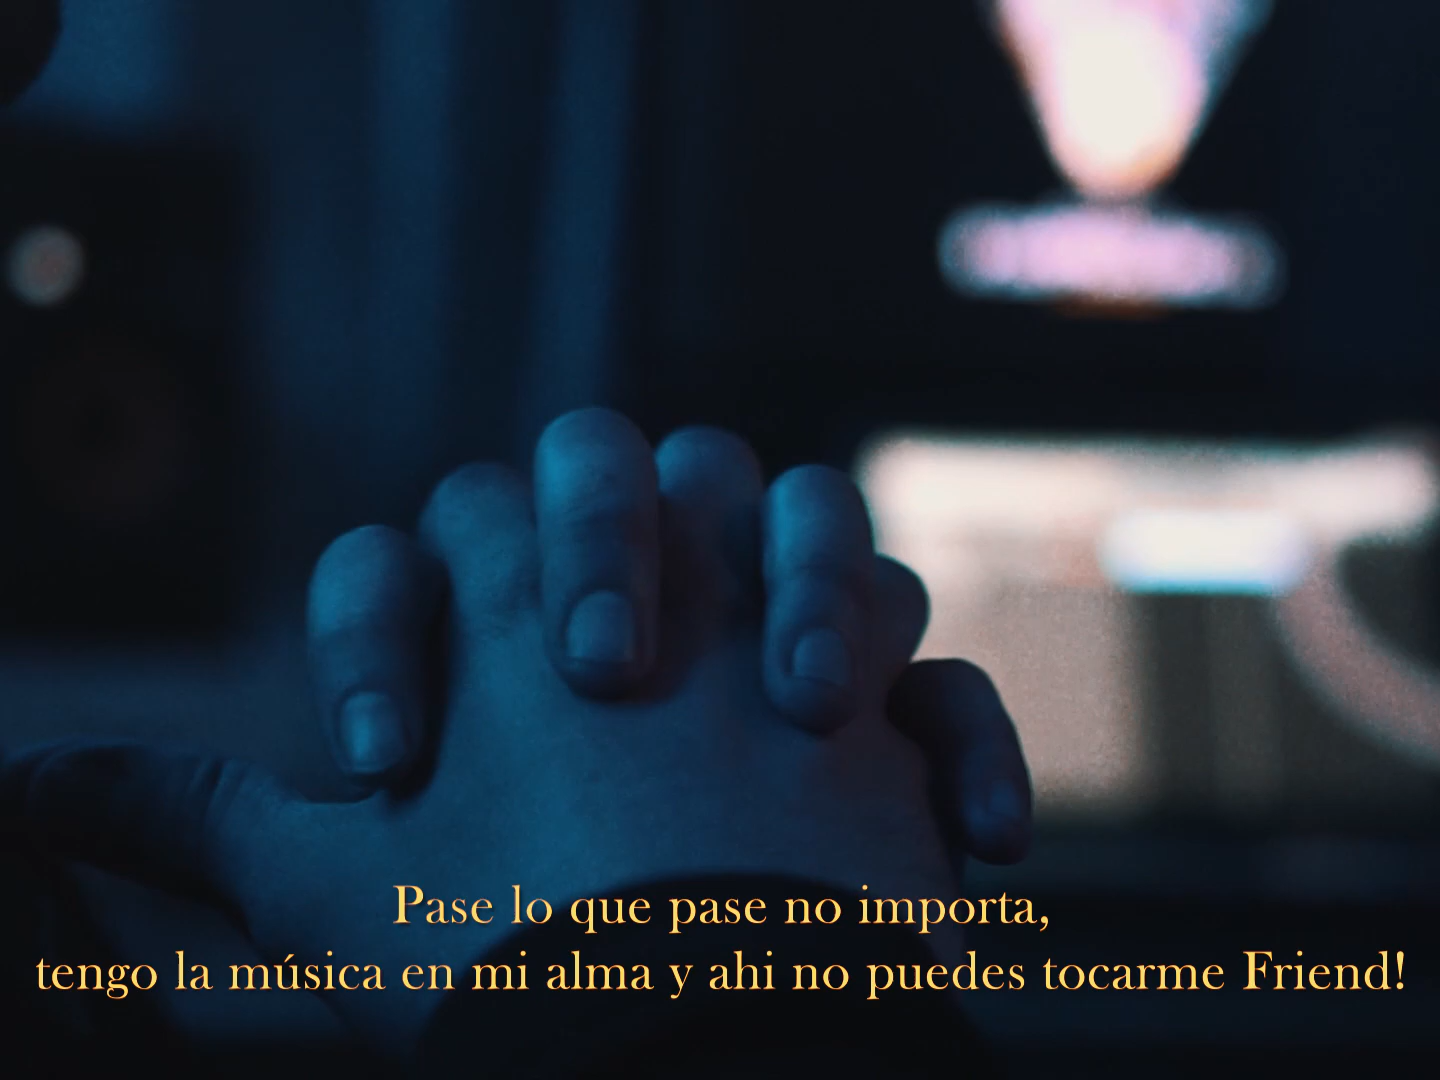 Pase lo que pase no importa,
tengo la música en mi alma y ahi no puedes tocarme Friend!